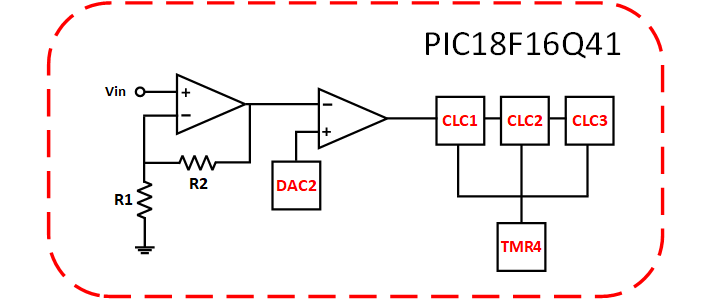 PIC18F16Q41
Vin
+
−
−
+
CLC1 CLC2 CLC3
R2
R1
DAC2
TMR4